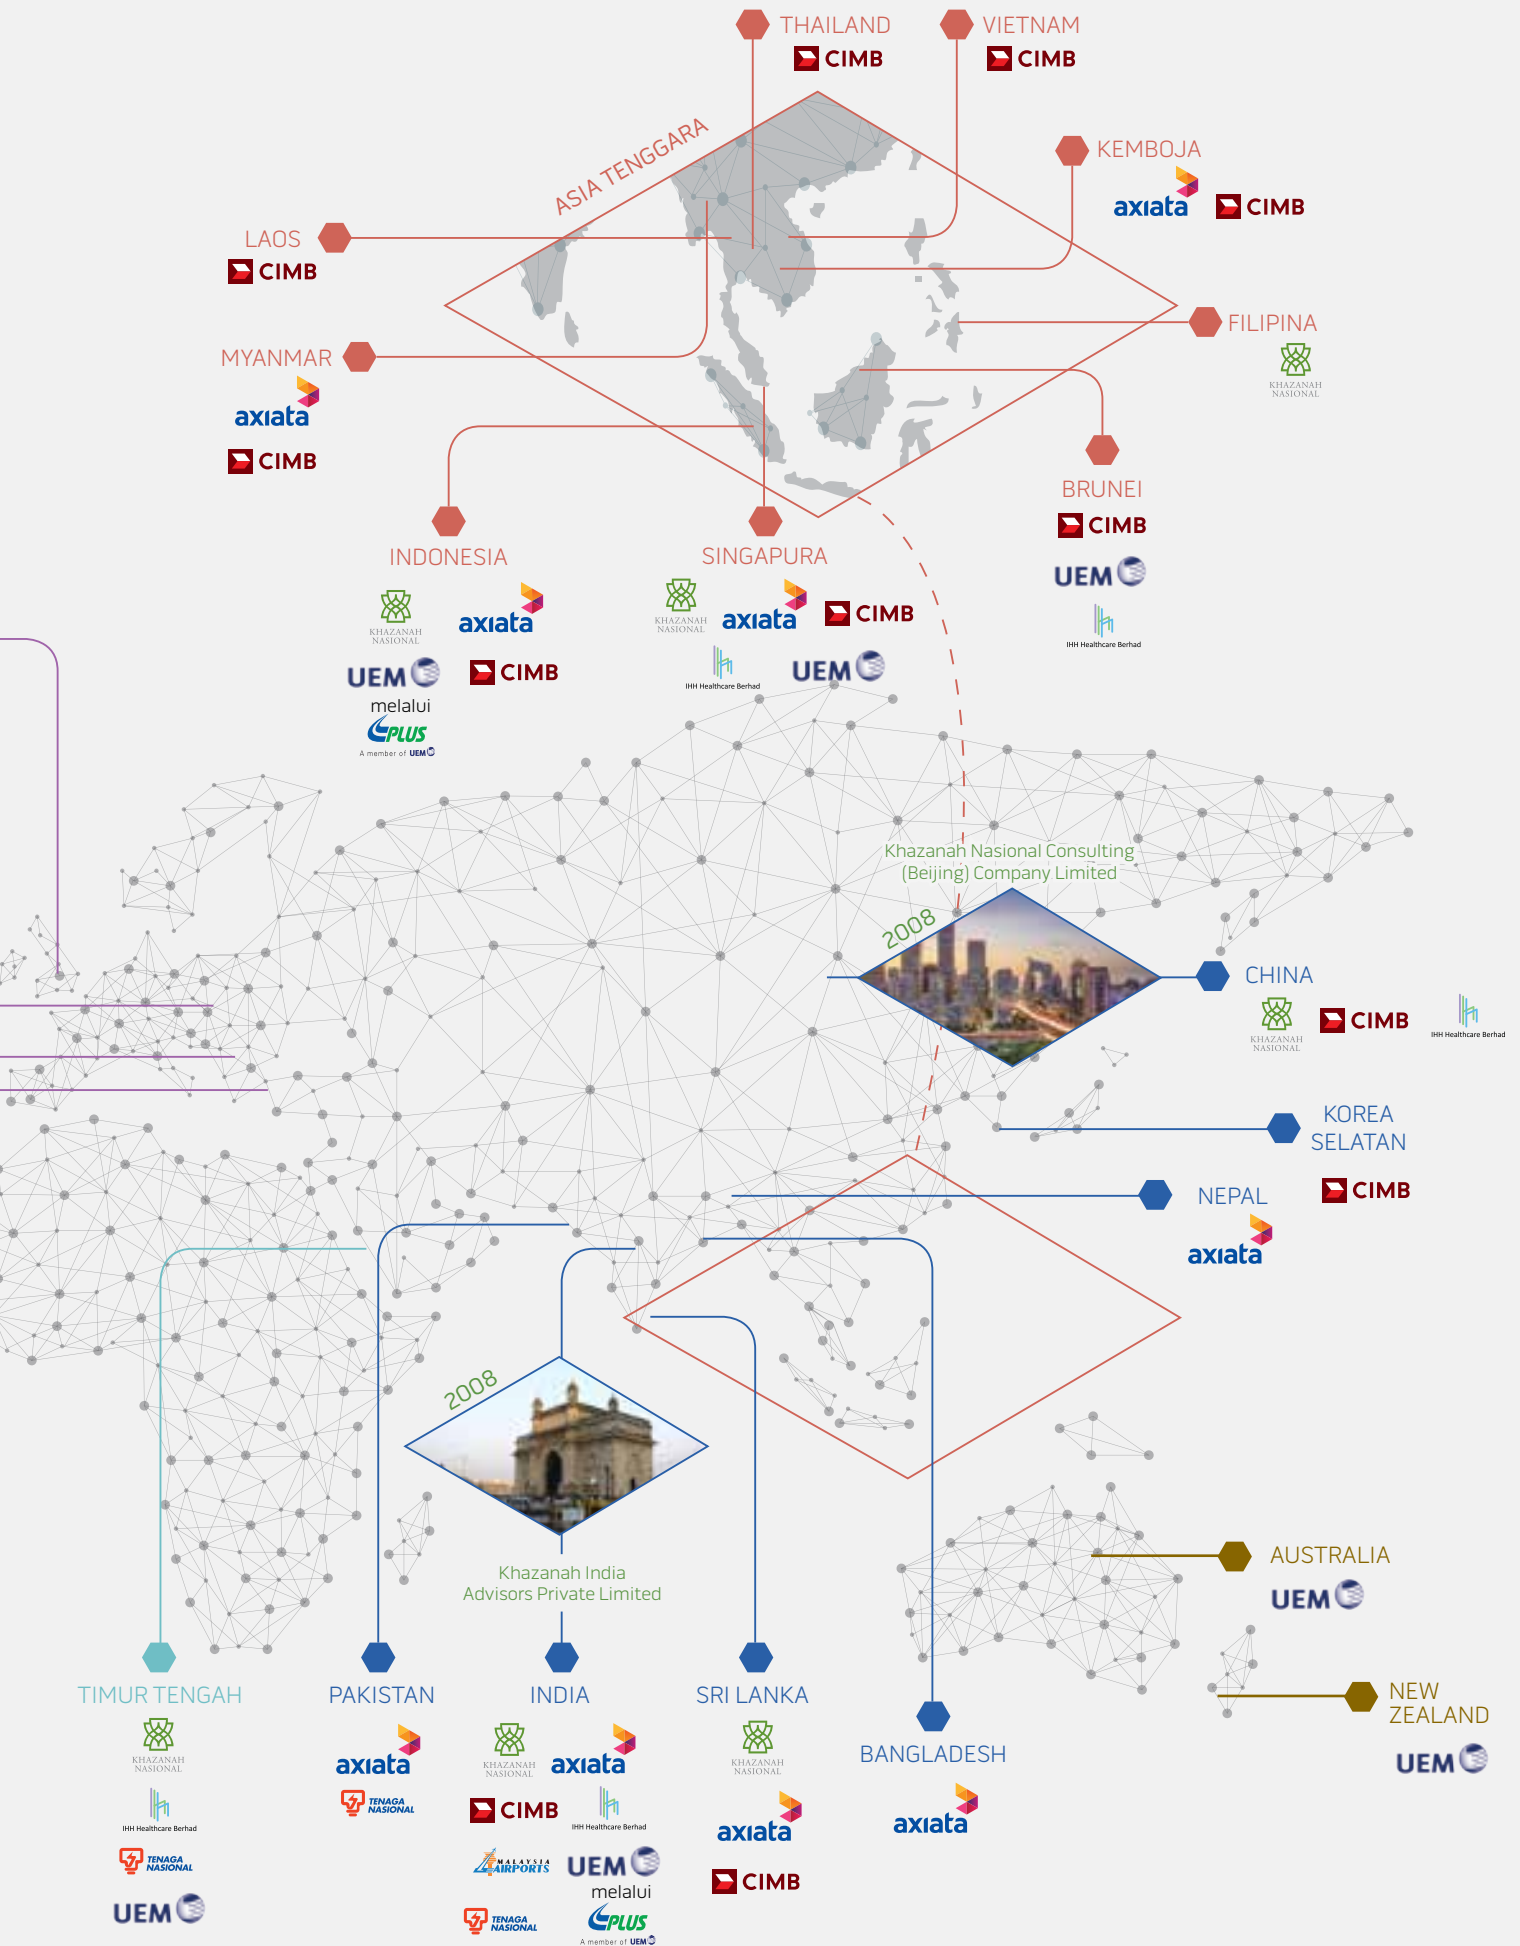 THAILAND
CIMB
VIETNAM
CIMB
ASIA TENGGARA
KEMBOJA
axiata
CIMB
LAOS
CIMB
FILIPINA
KHAZANAH
NASIONAL
MYANMAR
axiata
CIMB
BRUNEI
CIMB
UEM
IHH Healthcare Berhad
INDONESIA
KHAZANAH
NASIONAL
axiata
UEM
CIMB
melalui
PLUS
A member of UEM
SINGAPURA
KHAZANAH
NASIONAL
axiata
CIMB
IHH Healthcare Berhad
UEM
Khazanah Nasional Consulting
(Beijing) Company Limited
2008
CHINA
KHAZANAH
NASIONAL
CIMB
IHH Healthcare Berhad
KOREA
SELATAN
CIMB
NEPAL
axiata
2008
Khazanah India
Advisors Private Limited
AUSTRALIA
UEM
NEW
ZEALAND
UEM
TIMUR TENGAH
KHAZANAH
NASIONAL
IHH Healthcare Berhad
TENAGA
NASIONAL
UEM
PAKISTAN
axiata
TENAGA
NASIONAL
INDIA
KHAZANAH
NASIONAL
axiata
CIMB
IHH Healthcare Berhad
MALAYSIA
AIRPORTS
UEM
melalui
PLUS
A member of UEM
TENAGA
NASIONAL
SRI LANKA
KHAZANAH
NASIONAL
axiata
CIMB
BANGLADESH
axiata